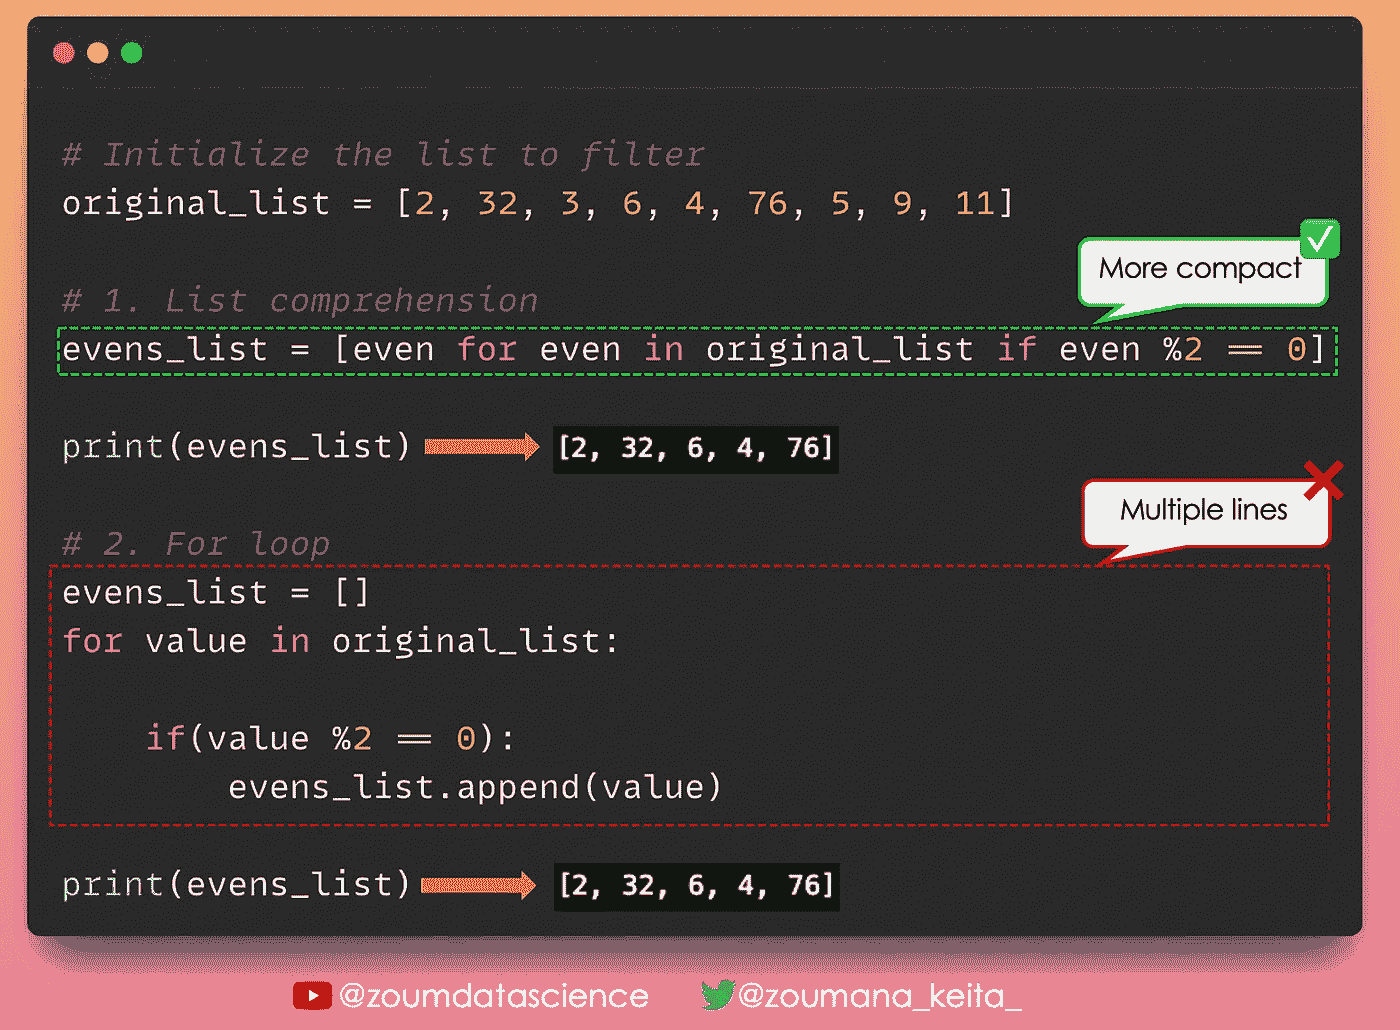 # Initialize the list to filter
original_list = [2, 32, 3, 6, 4, 76, 5, 9, 11]
More compact
# 1. List comprehension
evens_list = [even for even in original_list if even %2 == 0]
print(evens_list)
[2, 32, 6, 4, 76]
Multiple lines
# 2. For loop
evens_list = []
for value in original_list:
if(value %2 == 0):
evens_list.append(value)
print(evens_list)
[2, 32, 6, 4, 76]
@zoumdatascience
@zoumana_keita_